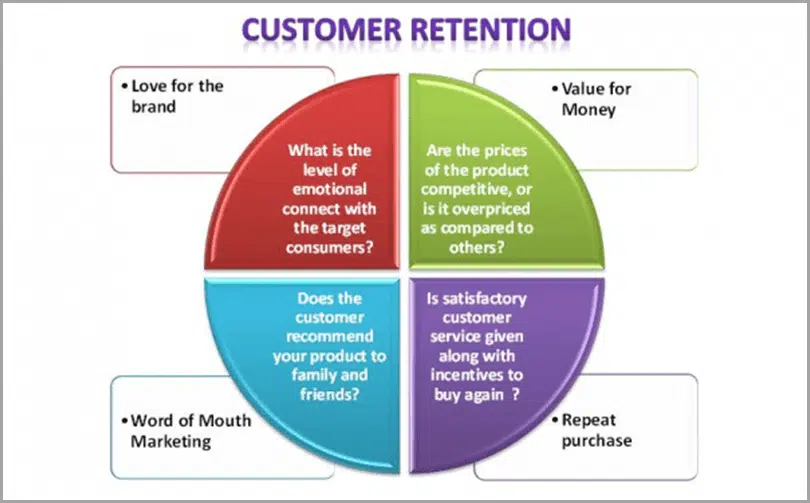 CUSTOMER RETENTION
• Love for the
brand
• Value for
Money
What is the
level of
emotional
connect with
the target
consumers?
Are the prices
of the product
competitive, or
is it overpriced
as compared to
others?
Does the
customer
recommend
your product to
family and
friends?
Is satisfactory
customer
service given
along with
incentives to
buy again  ?
• Word of Mouth
Marketing
• Repeat
purchase